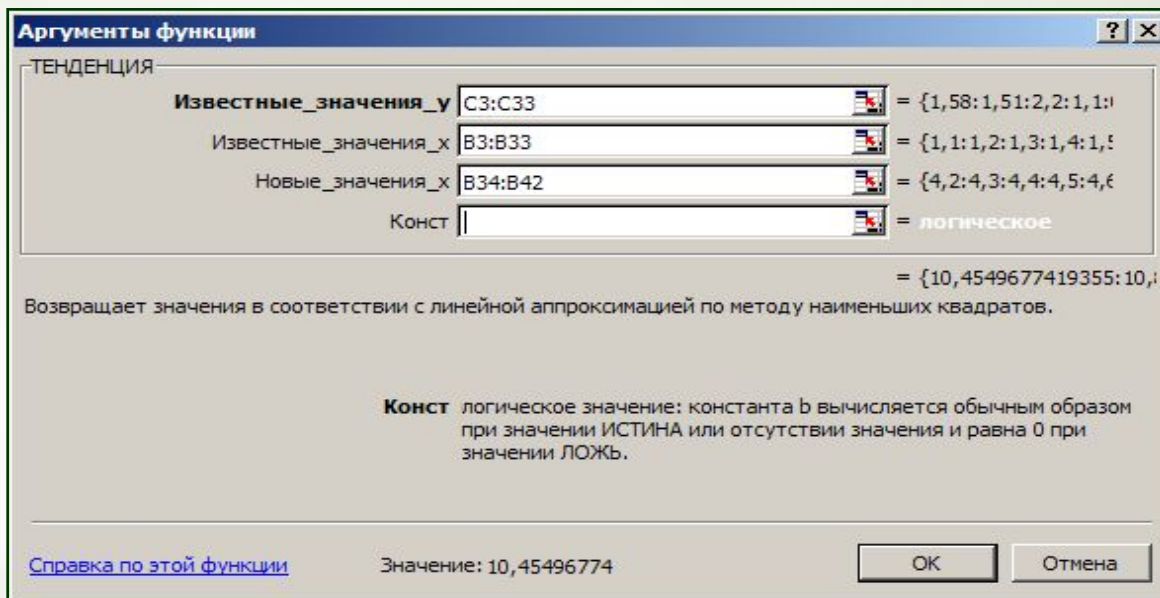 Аргументы функции
ТЕНДЕНЦИЯ
Известные_значения_y C3:C33 = {1,58:1,51:2,2:1,1:
Известные_значения_x B3:B33 = {1,1:1,2:1,3:1,4:1,5
Новые_значения_x B34:B42 = {4,2:4,3:4,4:4,5:4,6
Конст = логическое
= {10,4549677419355:10,
Возвращает значения в соответствии с линейной аппроксимацией по методу наименьших квадратов.
Конст логическое значение: константа b вычисляется обычным образом
при значении ИСТИНА или отсутствии значения и равна 0 при
значении ЛОЖЬ.
Справка по этой функции Значение: 10,45496774 OK Отмена